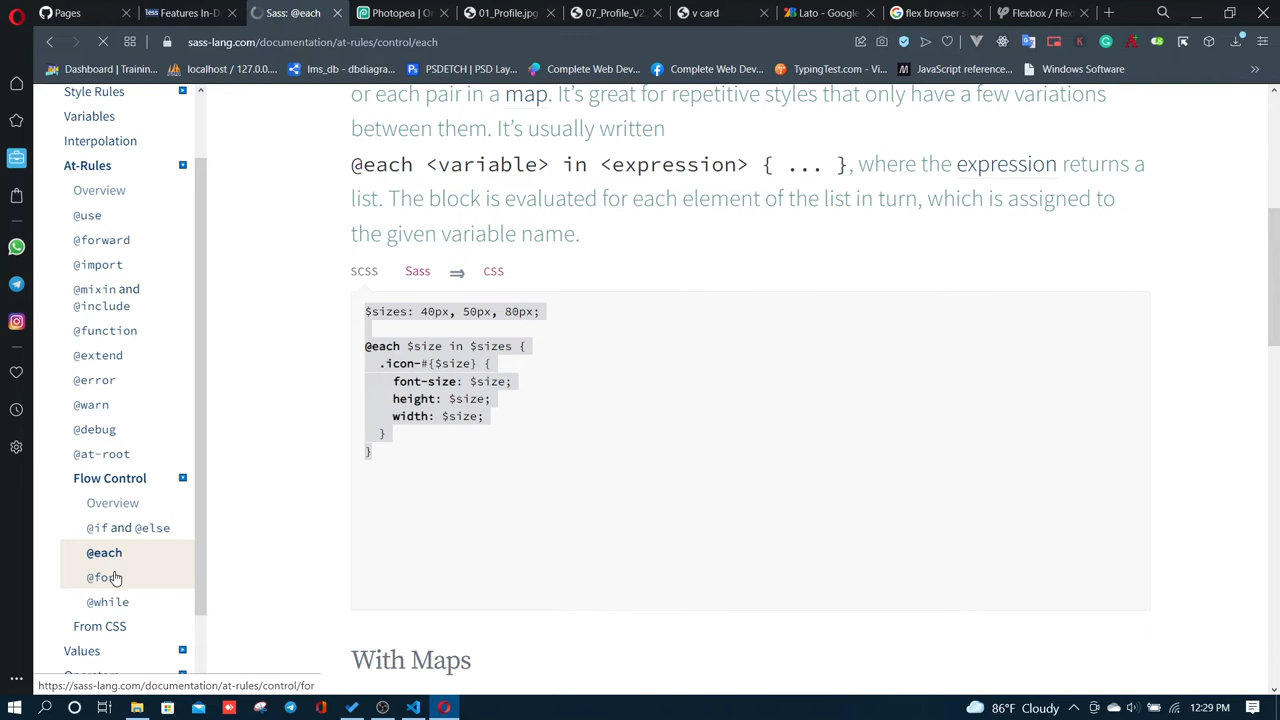 Pages
less Features In-D
Sass: @each
Photopea | On
01_Profile.jpg
07_Profile_V2.
v card
Lato - Google
flex browser s
Flexbox / Flex
sass-lang.com/documentation/at-rules/control/each
Dashboard | Trainin...
localhost / 127.0.0....
lms_db - dbdiagra...
PSDETCH | PSD Lay...
Complete Web Dev...
Complete Web Dev...
TypingTest.com - Vi...
JavaScript reference...
Windows Software
Style Rules
Variables
Interpolation
At-Rules
Overview
@use
@forward
@import
@mixin and
@include
@function
@extend
@error
@warn
@debug
@at-root
Flow Control
Overview
@if and @else
@each
@for
@while
From CSS
Values
or each pair in a map. It's great for repetitive styles that only have a few variations
between them. It's usually written
@each <variable> in <expression> { ... }, where the expression returns a
list. The block is evaluated for each element of the list in turn, which is assigned to
the given variable name.
SCSS Sass ⇒ CSS
$sizes: 40px, 50px, 80px;
@each $size in $sizes {
.icon-#{$size} {
font-size: $size;
height: $size;
width: $size;
}
}
With Maps
https://sass-lang.com/documentation/at-rules/control/for
86°F Cloudy
12:29 PM